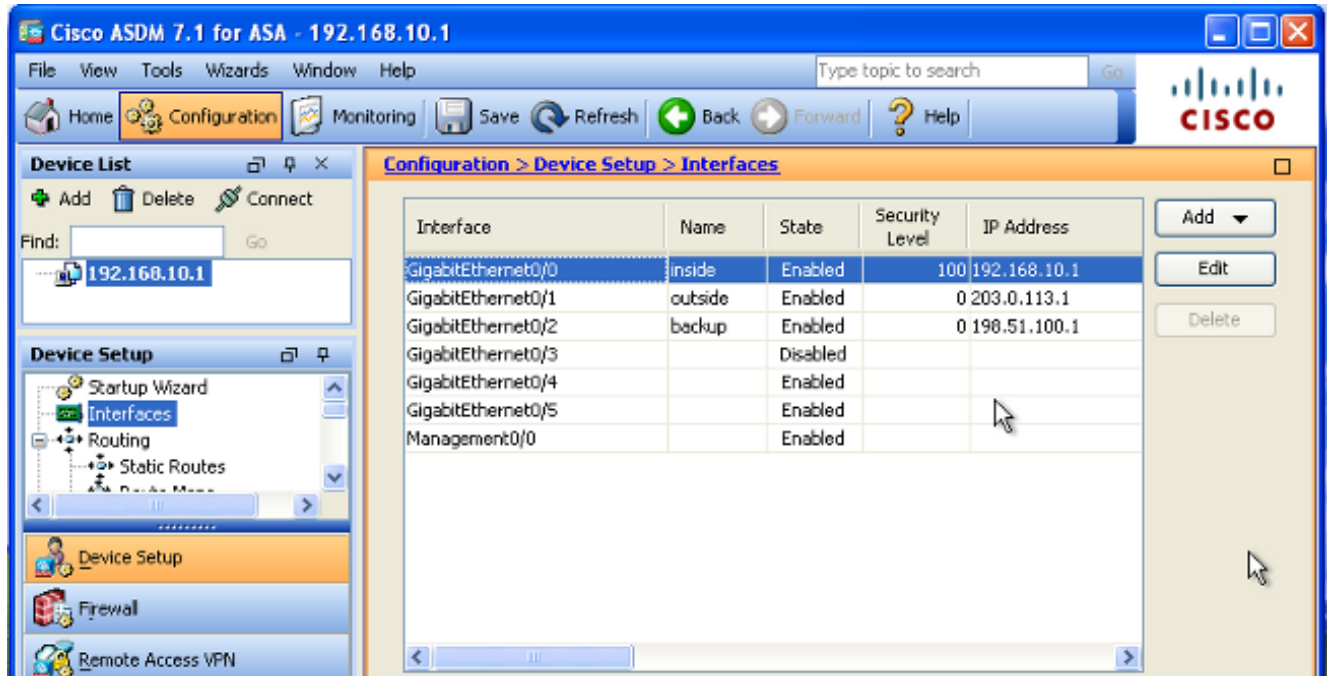 Cisco ASDM 7.1 for ASA - 192.168.10.1
File View Tools Wizards Window Help Type topic to search Go
Home Configuration Monitoring Save Refresh Back Forward Help
CISCO
Device List
Add Delete Connect
Find: Go
192.168.10.1
Device Setup
Startup Wizard
Interfaces
Routing
Static Routes
Device Setup
Firewall
Remote Access VPN
Configuration > Device Setup > Interfaces
Interface Name State Security Level IP Address
GigabitEthernet0/0 inside Enabled 100 192.168.10.1
GigabitEthernet0/1 outside Enabled 0 203.0.113.1
GigabitEthernet0/2 backup Enabled 0 198.51.100.1
GigabitEthernet0/3 Disabled
GigabitEthernet0/4 Enabled
GigabitEthernet0/5 Enabled
Management0/0 Enabled
Add
Edit
Delete